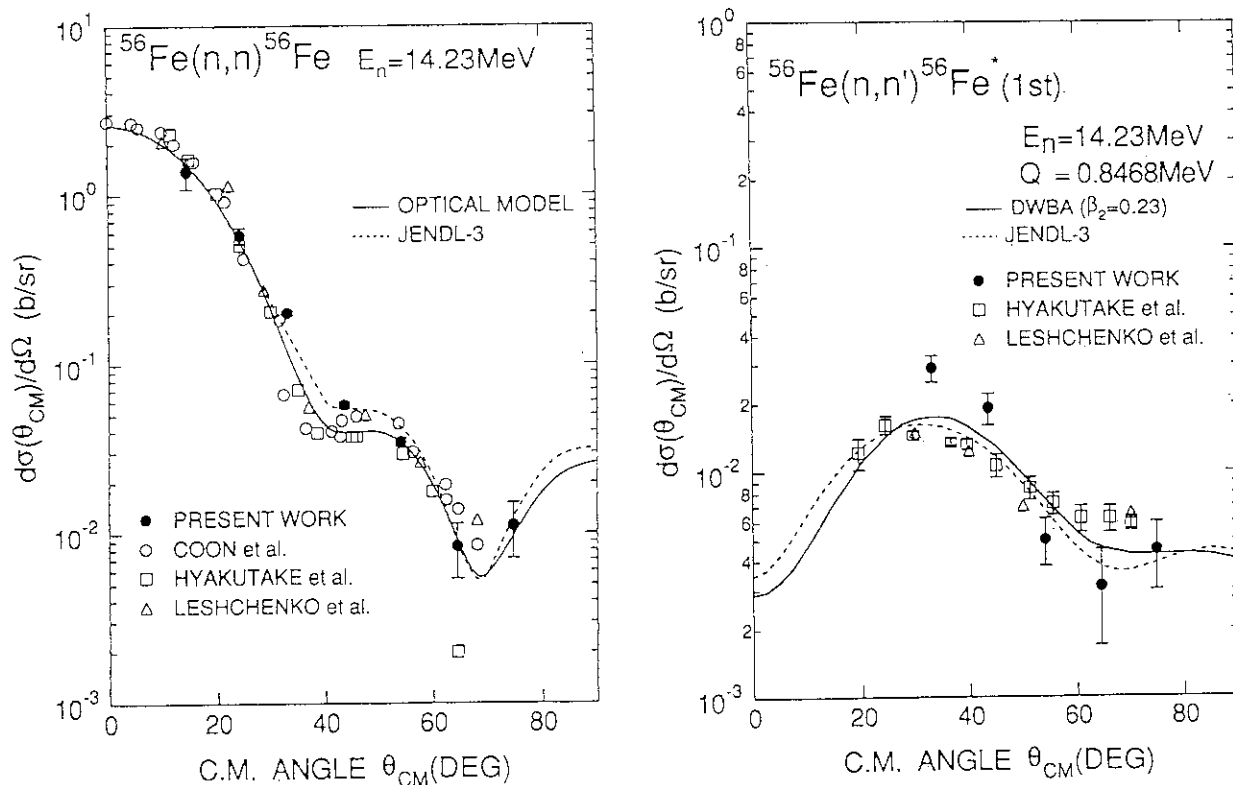 10^1
10^0
10^-1
10^-2
10^-3
dσ(θ_CM)/dΩ (b/sr)
^56Fe(n,n)^56Fe E_n=14.23MeV
OPTICAL MODEL
JENDL-3
PRESENT WORK
COON et al.
HYAKUTAKE et al.
LESHCHENKO et al.
0 20 40 60 80
C.M. ANGLE θ_CM(DEG)
10^0
8
6
4
3
2
10^-1
8
6
4
3
2
10^-2
8
6
4
3
2
10^-3
dσ(θ_CM)/dΩ (b/sr)
^56Fe(n,n')^56Fe^*(1st)
E_n=14.23MeV
Q = 0.8468MeV
DWBA (β_2=0.23)
JENDL-3
PRESENT WORK
HYAKUTAKE et al.
LESHCHENKO et al.
0 20 40 60 80
C.M. ANGLE θ_CM(DEG)